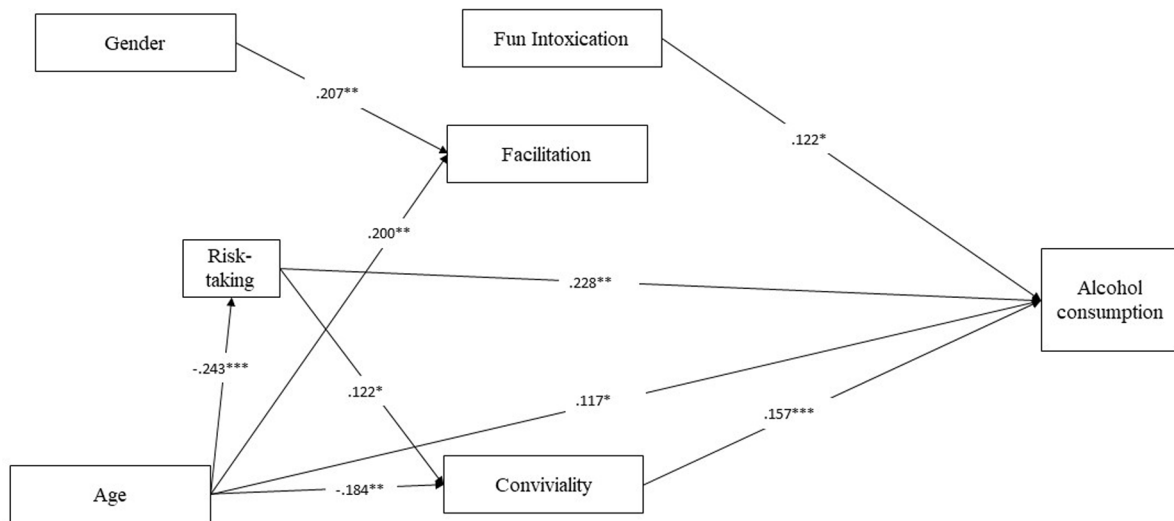 Gender
Fun Intoxication
.207**
Facilitation
.122*
.200**
Risk-
taking
.228**
Alcohol
consumption
-.243***
.122*
.117*
.157***
Age
-.184**
Conviviality